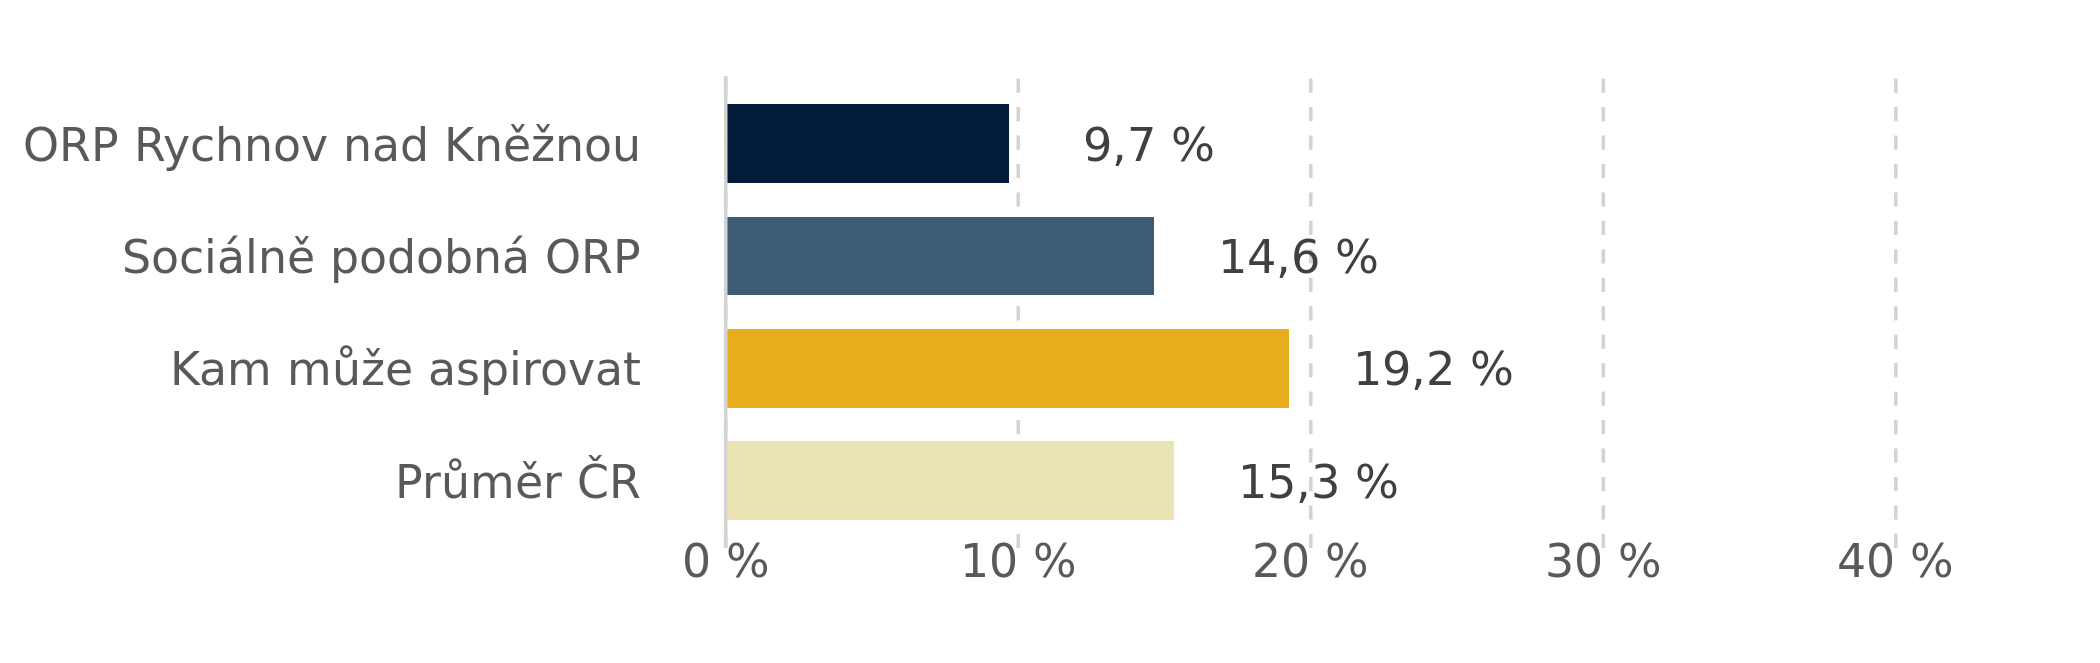 ORP Rychnov nad Kněžnou 9,7 %
Sociálně podobná ORP 14,6 %
Kam může aspirovat 19,2 %
Průměr ČR 15,3 %
0 % 10 % 20 % 30 % 40 %